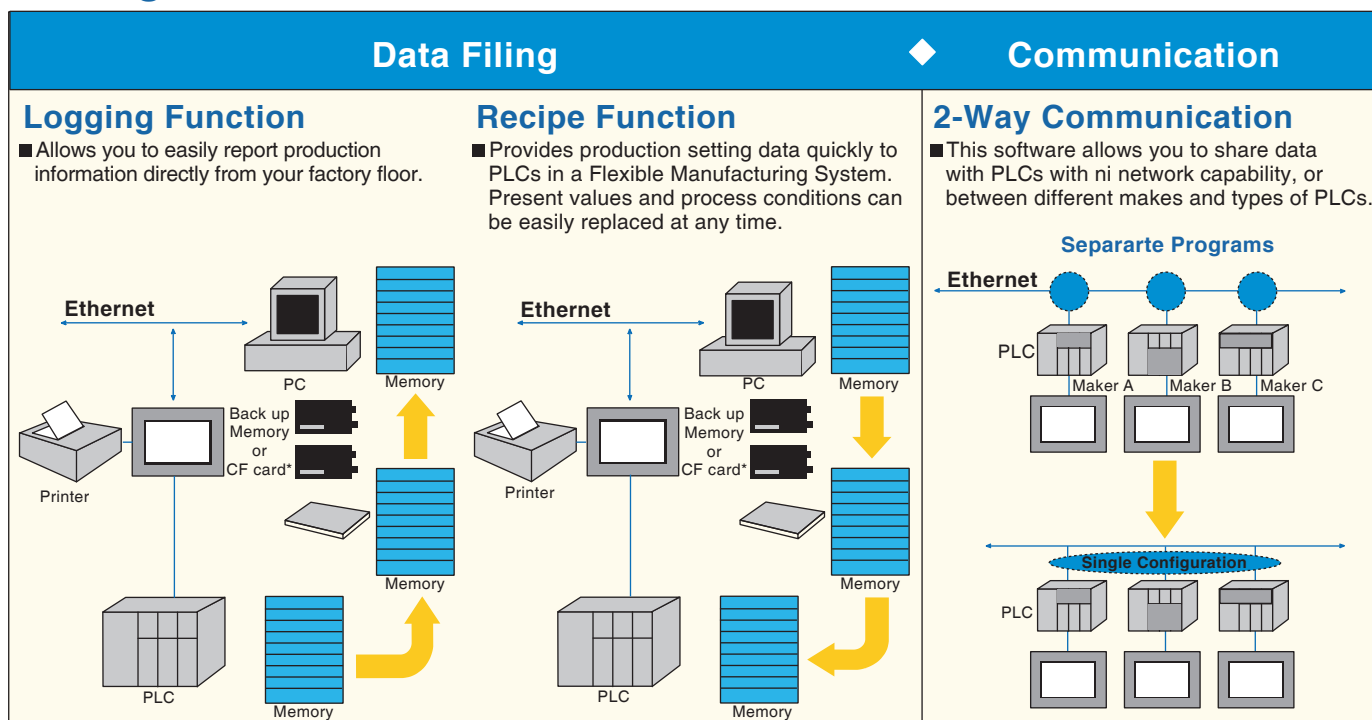 Data Filing ◆ Communication
Logging Function
■ Allows you to easily report production
information directly from your factory floor.
Ethernet
PC
Memory
Back up
Memory
or
CF card*
Printer
Memory
PLC
Memory
Recipe Function
■ Provides production setting data quickly to
PLCs in a Flexible Manufacturing System.
Present values and process conditions can
be easily replaced at any time.
Ethernet
PC
Memory
Back up
Memory
or
CF card*
Printer
Memory
PLC
Memory
2-Way Communication
■ This software allows you to share data
with PLCs with ni network capability, or
between different makes and types of PLCs.
Separarte Programs
Ethernet
PLC
Maker A Maker B Maker C
Single Configuration
PLC